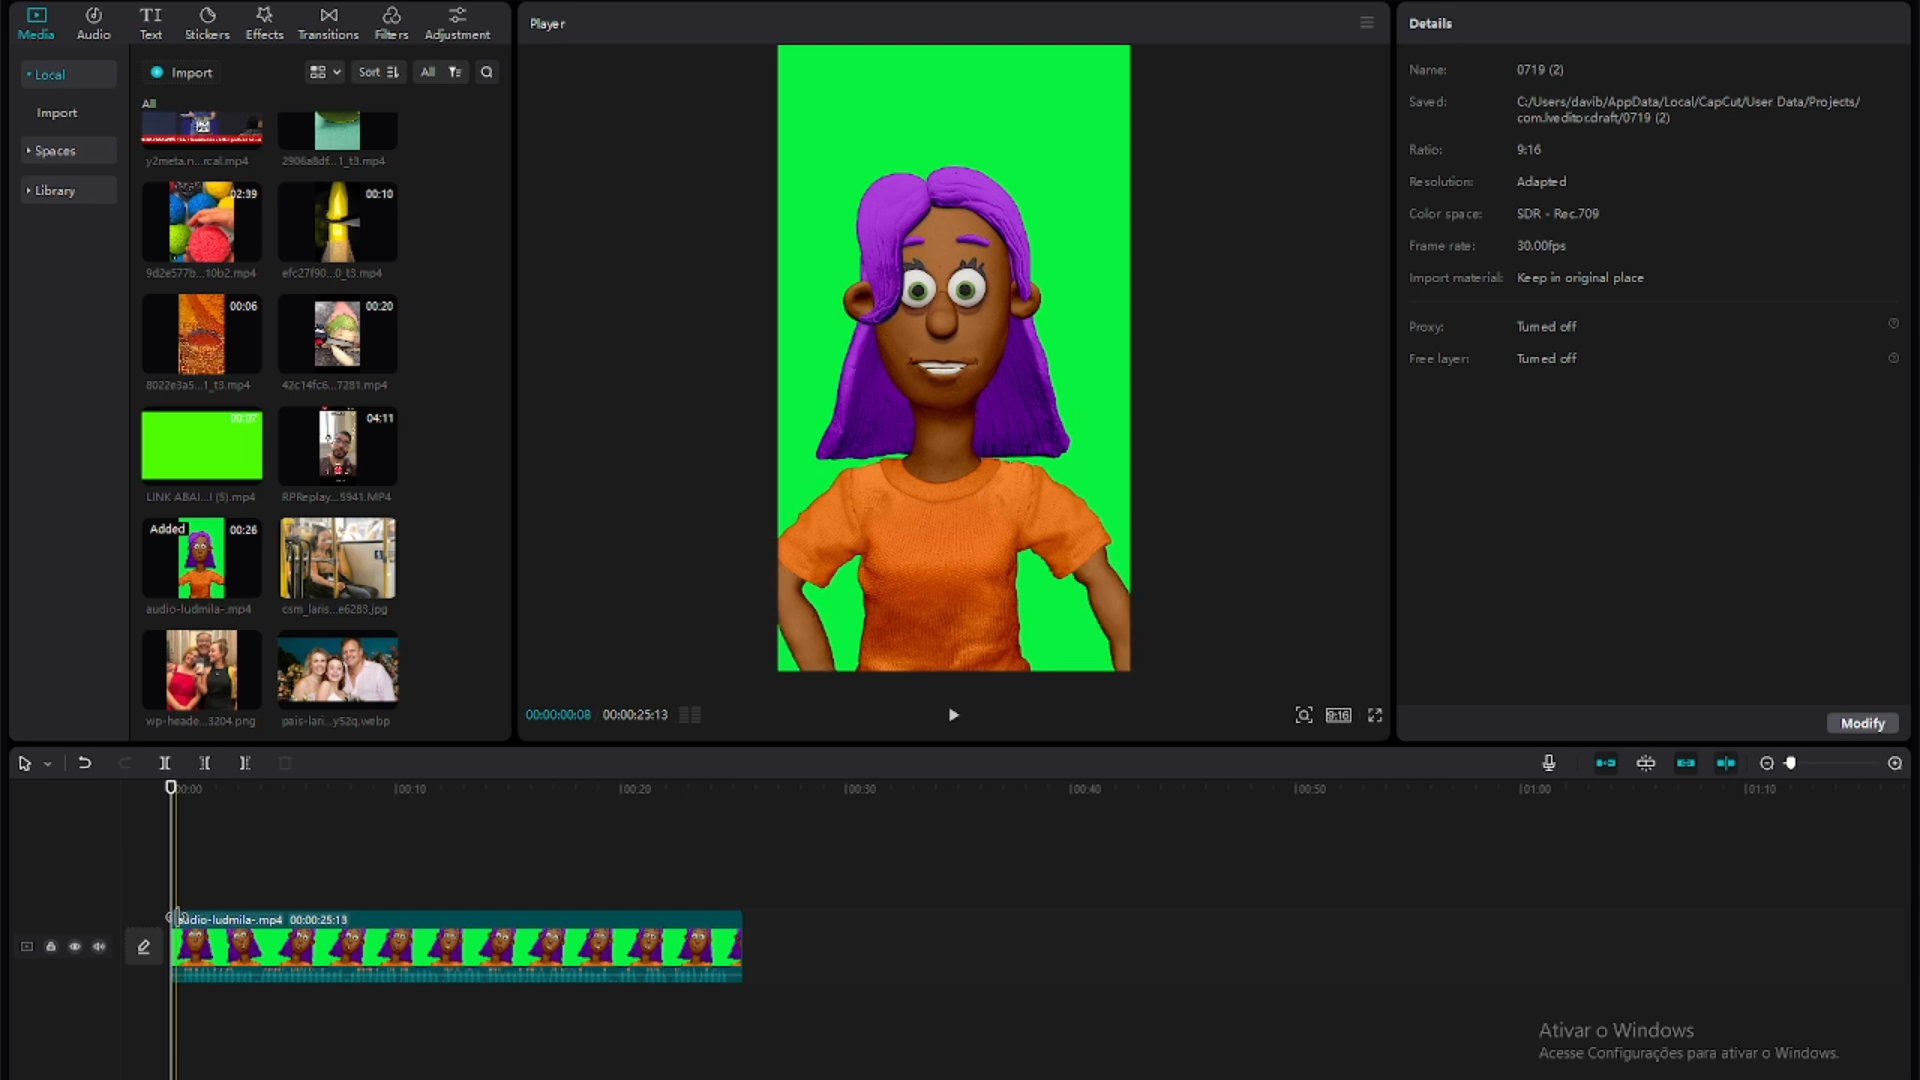 Media Audio Text Stickers Effects Transitions Filters Adjustment
Local
Import
Spaces
Library
Import
Sort
All
All
y2meta.n...rcal.mp4
2906a8df...1_t3.mp4
02:39
00:10
9d2e577b...10b2.mp4
efc27f90...0_t3.mp4
00:06
00:20
8022e3a5...1_t3.mp4
42c14fc6...7281.mp4
00:07
04:11
LINK ABAI...! (5).mp4
RPReplay...5941.MP4
Added
00:26
audio-ludmila-.mp4
csm_laris...e6283.jpg
wp-heade...3204.png
pais-lari...y52q.webp
Player
00:00:00:08 00:00:25:13
9:16
Details
Name: 0719 (2)
Saved: C:/Users/davib/AppData/Local/CapCut/User Data/Projects/
com.lveditor.draft/0719 (2)
Ratio: 9:16
Resolution: Adapted
Color space: SDR - Rec.709
Frame rate: 30.00fps
Import material: Keep in original place
Proxy: Turned off
Free layer: Turned off
Modify
00:00 00:10 00:20 00:30 00:40 00:50 01:00 01:10
audio-ludmila-.mp4 00:00:25:13
Ativar o Windows
Acesse Configurações para ativar o Windows.